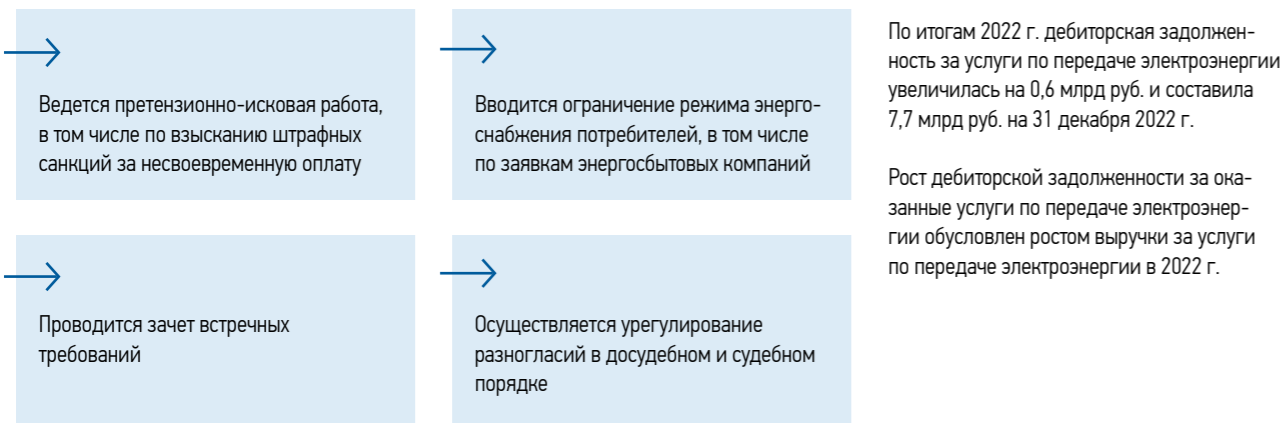 Ведется претензионно-исковая работа,
в том числе по взысканию штрафных
санкций за несвоевременную оплату
Вводится ограничение режима энерго-
снабжения потребителей, в том числе
по заявкам энергосбытовых компаний
Проводится зачет встречных
требований
Осуществляется урегулирование
разногласий в досудебном и судебном
порядке
По итогам 2022 г. дебиторская задолжен-
ность за услуги по передаче электроэнергии
увеличилась на 0,6 млрд руб. и составила
7,7 млрд руб. на 31 декабря 2022 г.
Рост дебиторской задолженности за ока-
занные услуги по передаче электроэнер-
гии обусловлен ростом выручки за услуги
по передаче электроэнергии в 2022 г.